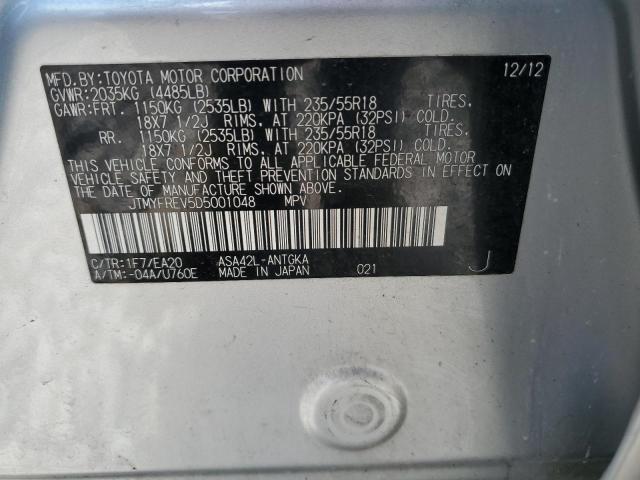 MFD. BY: TOYOTA MOTOR CORPORATION 12/12
GVWR: 2035KG (4485LB)
GAWR: FRT. 1150KG (2535LB) WITH 235/55R18 TIRES,
18X7 1/2J RIMS, AT 220KPA (32PSI) COLD.
RR. 1150KG (2535LB) WITH 235/55R18 TIRES,
18X7 1/2J RIMS, AT 220KPA (32PSI) COLD.
THIS VEHICLE CONFORMS TO ALL APPLICABLE FEDERAL MOTOR
VEHICLE SAFETY AND THEFT PREVENTION STANDARDS IN EFFECT ON
THE DATE OF MANUFACTURE SHOWN ABOVE.
JTMYFREV5D5001048 MPV
C/TR: 1F7/EA20 ASA42L-ANTGKA
A/TM: -04A/U760E MADE IN JAPAN 021 J